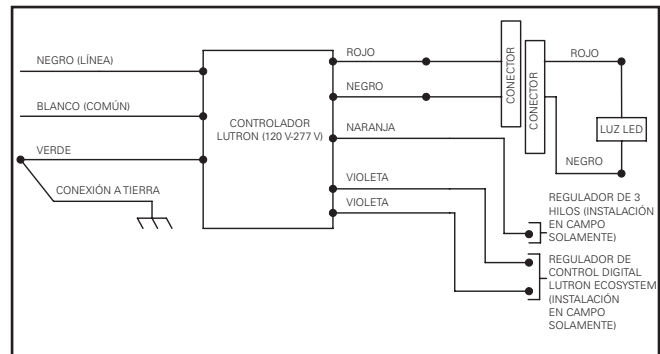 NEGRO (LÍNEA)
BLANCO (COMÚN)
VERDE
CONEXIÓN A TIERRA
CONTROLADOR
LUTRON (120 V-277 V)
ROJO
NEGRO
NARANJA
VIOLETA
VIOLETA
CONECTOR
CONECTOR
ROJO
LUZ LED
NEGRO
REGULADOR DE 3
HILOS (INSTALACIÓN
EN CAMPO
SOLAMENTE)
REGULADOR DE
CONTROL DIGITAL
LUTRON ECOSYSTEM
(INSTALACIÓN
EN CAMPO
SOLAMENTE)